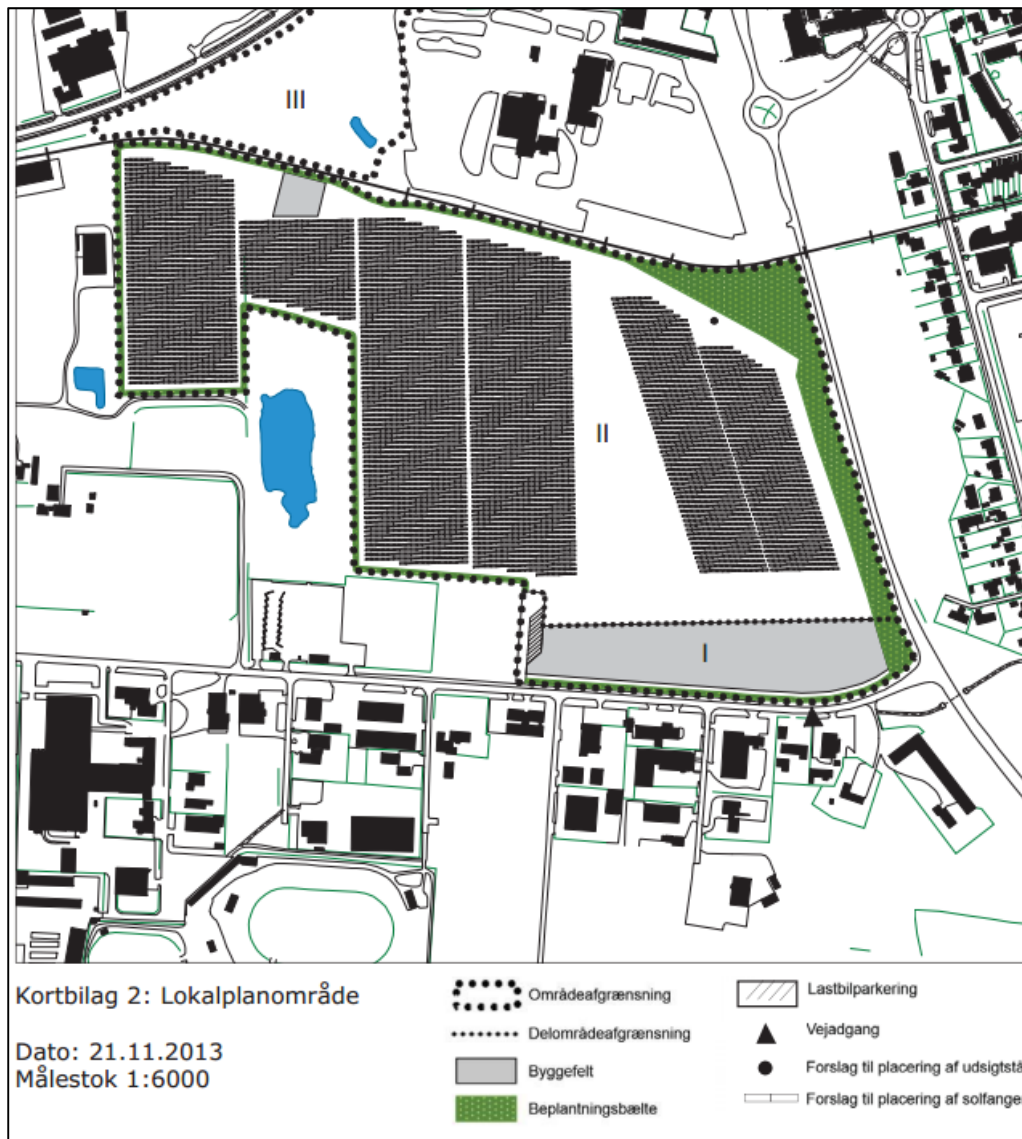 III
II
I
Kortbilag 2: Lokalplanområde
Dato: 21.11.2013
Målestok 1:6000
Områdeafgrænsning
Delområdeafgrænsning
Byggefelt
Beplantningsbælte
Lastbilparkering
Vejadgang
Forslag til placering af udsigtstå
Forslag til placering af solfange